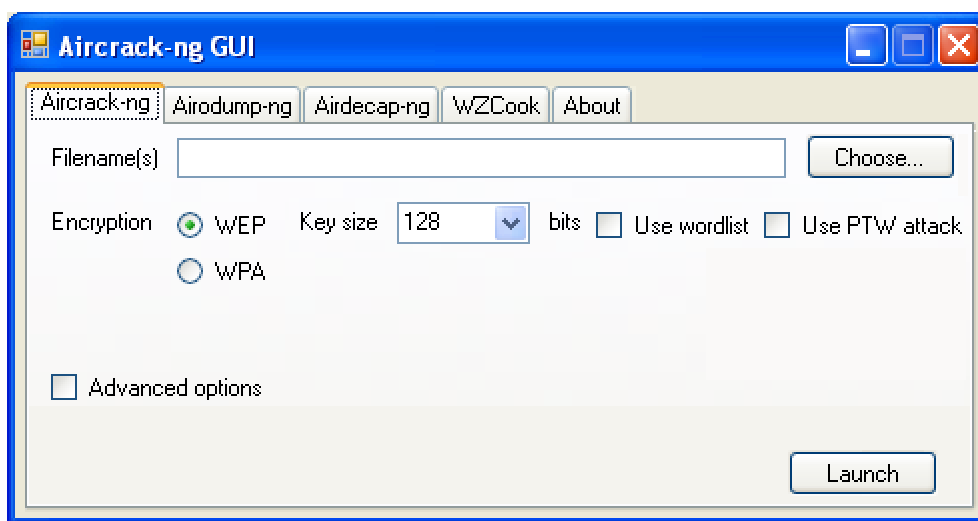 Aircrack-ng GUI
Aircrack-ng Airodump-ng Airdecap-ng WZCook About
Filename(s) Choose...
Encryption WEP Key size 128 bits Use wordlist Use PTW attack
WPA
Advanced options
Launch